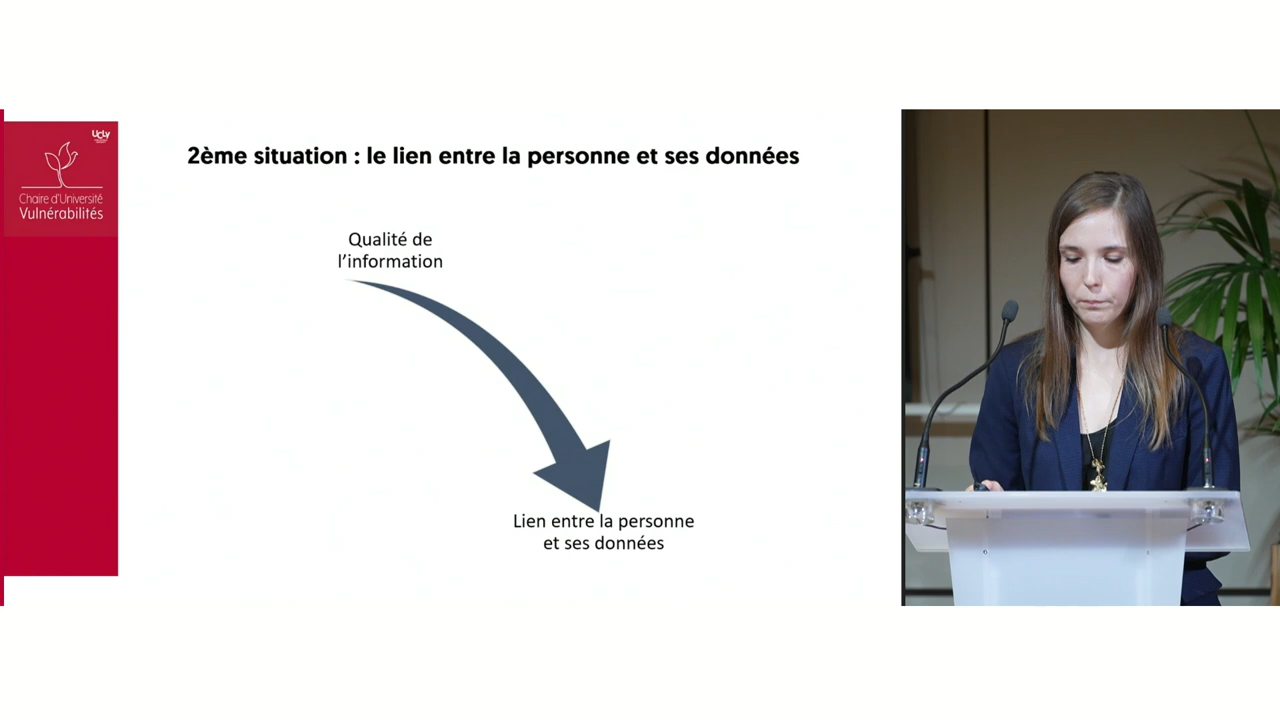 UCLy
Chaire d'Université
Vulnérabilités
2ème situation : le lien entre la personne et ses données
Qualité de
l'information
Lien entre la personne
et ses données